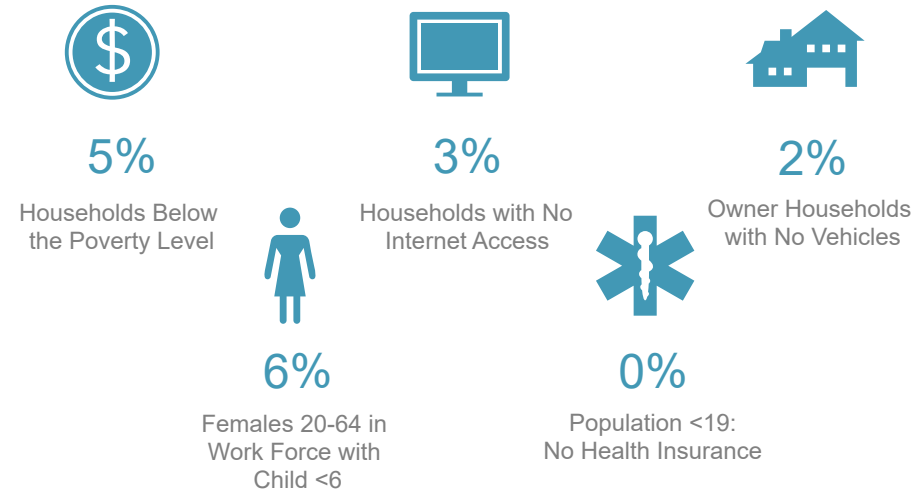 $
5%
Households Below
the Poverty Level
3%
Households with No
Internet Access
2%
Owner Households
with No Vehicles
6%
Females 20-64 in
Work Force with
Child <6
0%
Population <19:
No Health Insurance